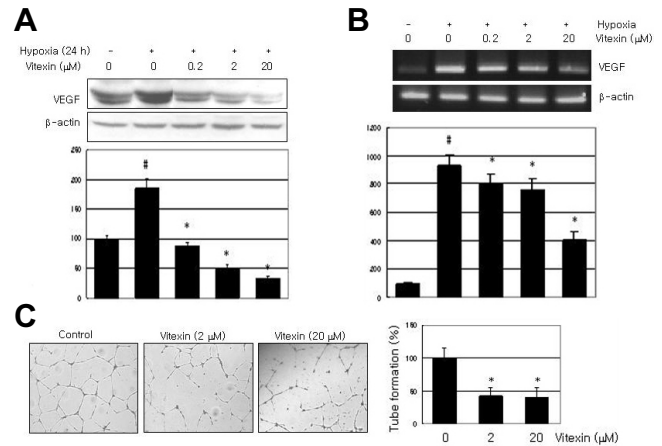 A
Hypoxia (24 h) - + + + +
Vitexin (μM) 0 0 0.2 2 20
VEGF
β-actin
250
200
150
100
50
0
#
*
*
*
B
- + + + + Hypoxia
0 0 0.2 2 20 Vitexin (μM)
VEGF
β-actin
1200
1000
800
600
400
200
0
#
*
*
*
C
Control
Vitexin (2 μM)
Vitexin (20 μM)
Tube formation (%)
150
100
50
0
*
*
0 2 20 Vitexin (μM)